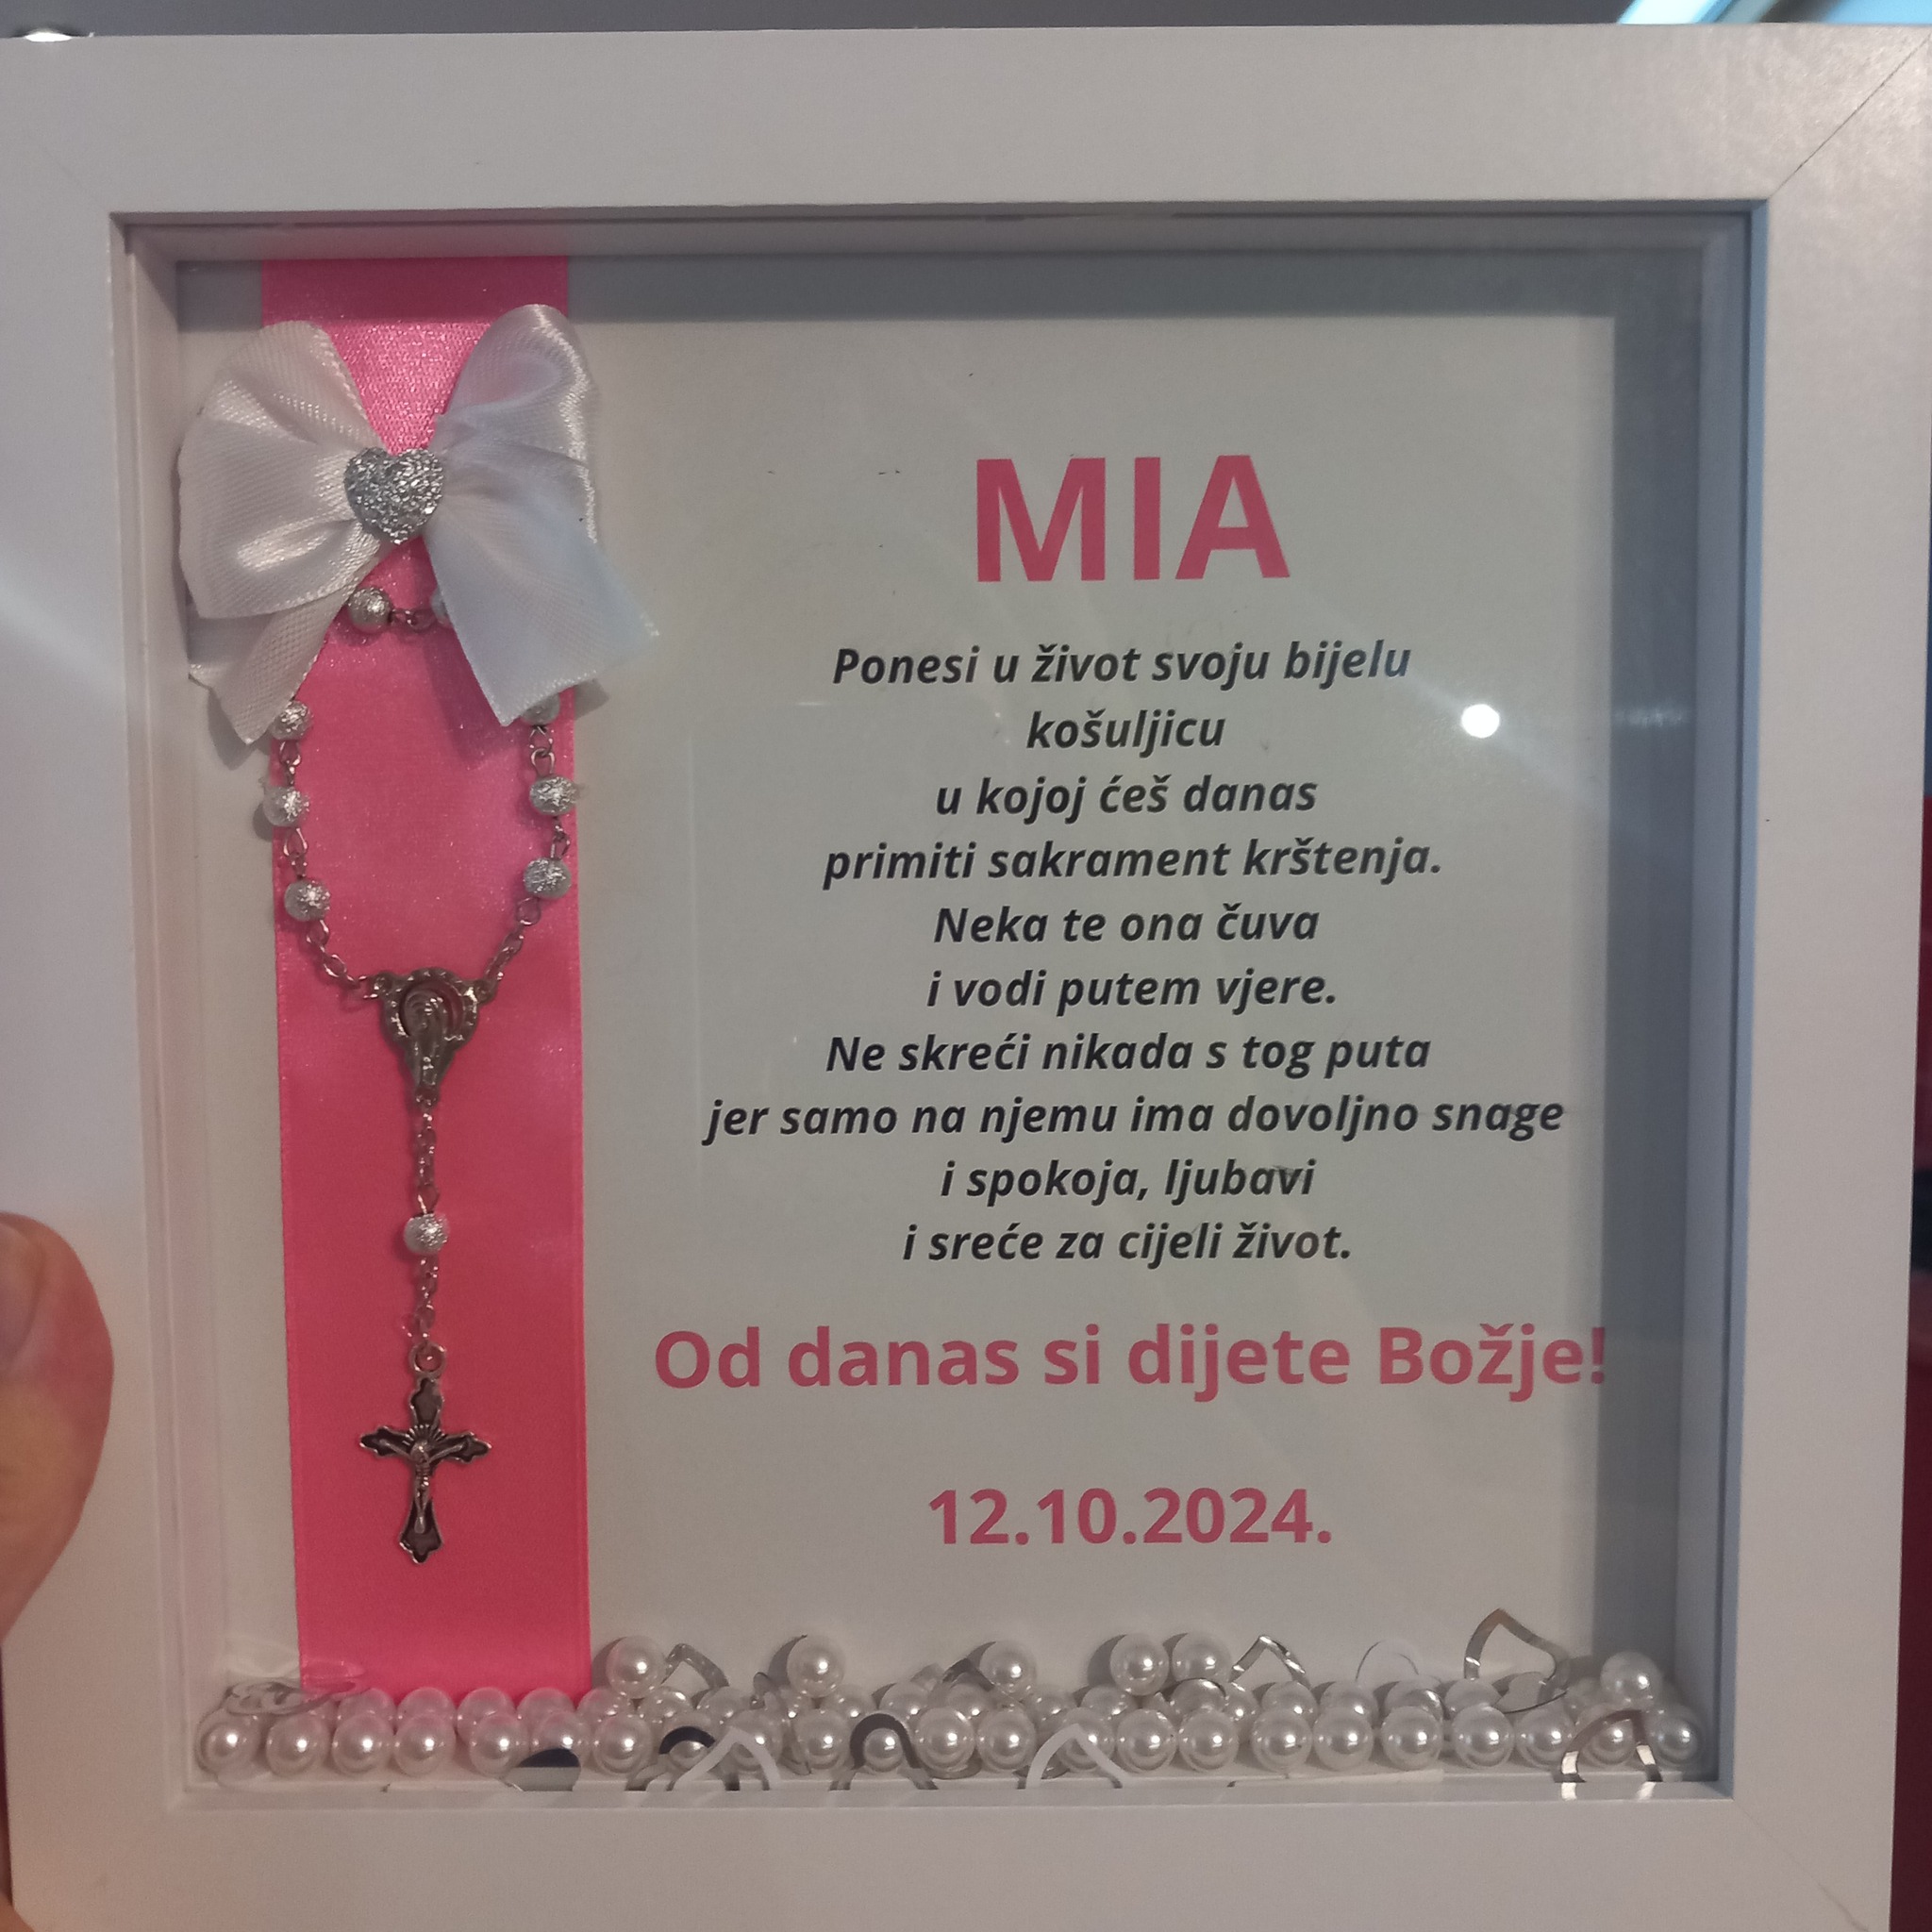 MIA
Ponesi u život svoju bijelu
košuljicu
u kojoj ćeš danas
primiti sakrament krštenja.
Neka te ona čuva
i vodi putem vjere.
Ne skreći nikada s tog puta
jer samo na njemu ima dovoljno snage
i spokoja, ljubavi
i sreće za cijeli život.
Od danas si dijete Božje!
12.10.2024.